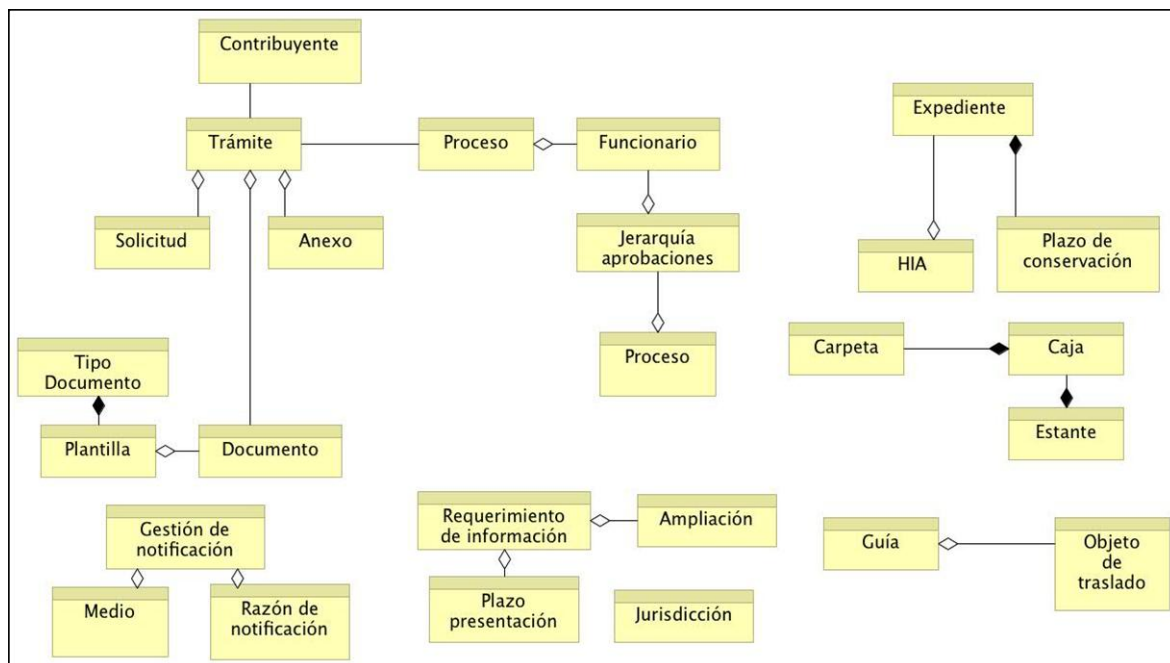 Contribuyente
Trámite
Proceso
Funcionario
Expediente
Solicitud
Anexo
Jerarquía
aprobaciones
HIA
Plazo de
conservación
Proceso
Carpeta
Caja
Tipo
Documento
Plantilla
Documento
Estante
Gestión de
notificación
Medio
Razón de
notificación
Requerimiento
de información
Ampliación
Plazo
presentación
Jurisdicción
Guía
Objeto
de
traslado